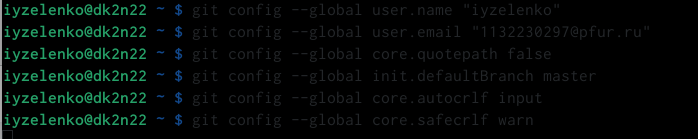 iyzelenko@dk2n22 ~ $ git config --global user.name "iyzelenko"
iyzelenko@dk2n22 ~ $ git config --global user.email "1132230297@pfur.ru"
iyzelenko@dk2n22 ~ $ git config --global core.quotepath false
iyzelenko@dk2n22 ~ $ git config --global init.defaultBranch master
iyzelenko@dk2n22 ~ $ git config --global core.autocrlf input
iyzelenko@dk2n22 ~ $ git config --global core.safecrlf warn